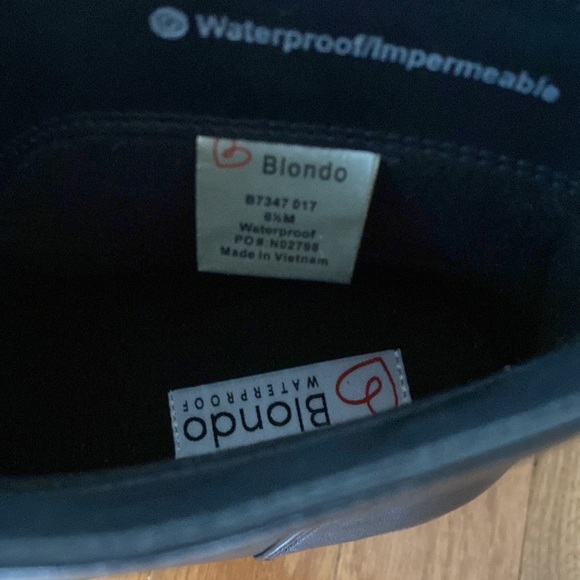 Waterproof/Impermeable
Blondo
B7347 017
6½M
Waterproof
PO#:N02798
Made in Vietnam
Blondo
WATERPROOF